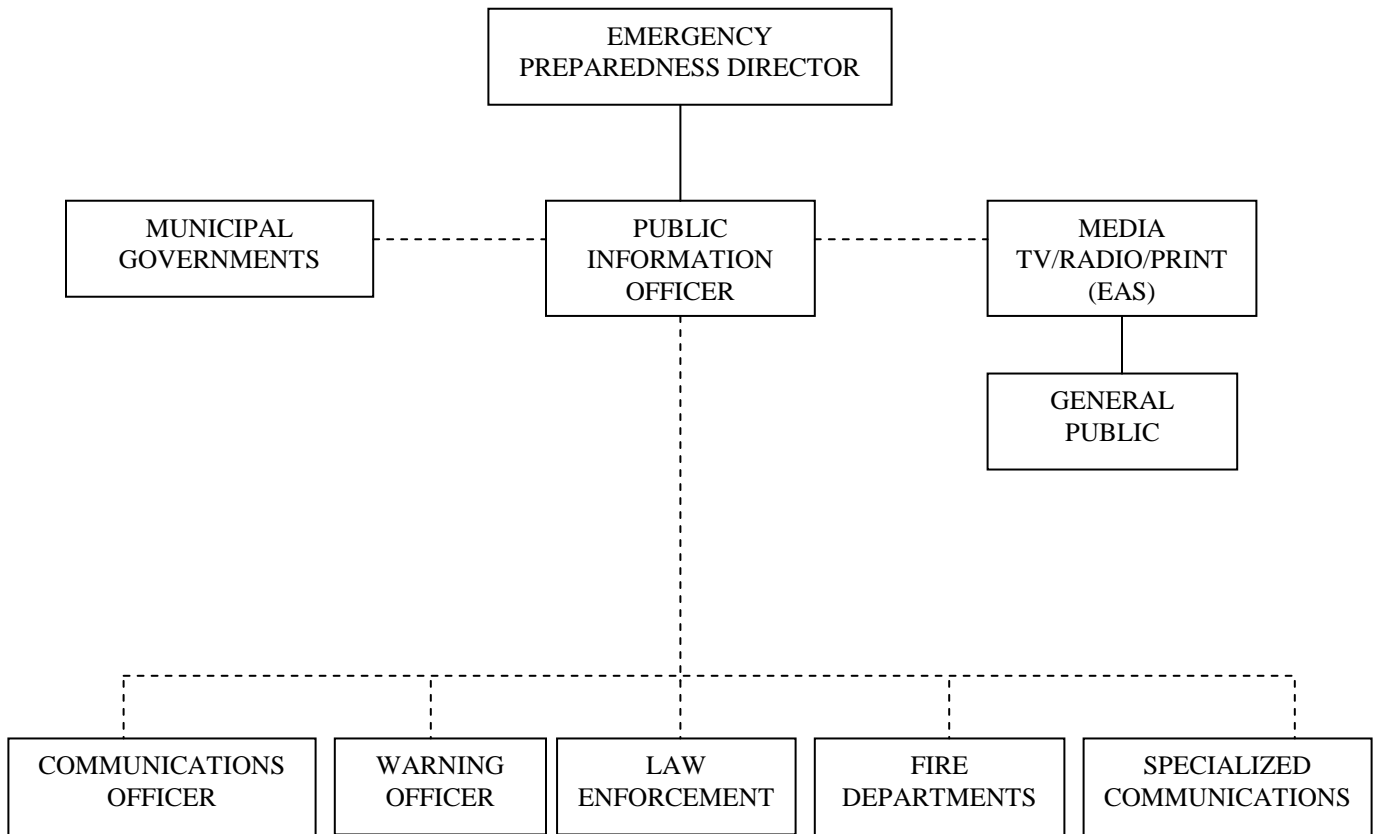 EMERGENCY
PREPAREDNESS DIRECTOR
MUNICIPAL
GOVERNMENTS
PUBLIC
INFORMATION
OFFICER
MEDIA
TV/RADIO/PRINT
(EAS)
GENERAL
PUBLIC
COMMUNICATIONS
OFFICER
WARNING
OFFICER
LAW
ENFORCEMENT
FIRE
DEPARTMENTS
SPECIALIZED
COMMUNICATIONS